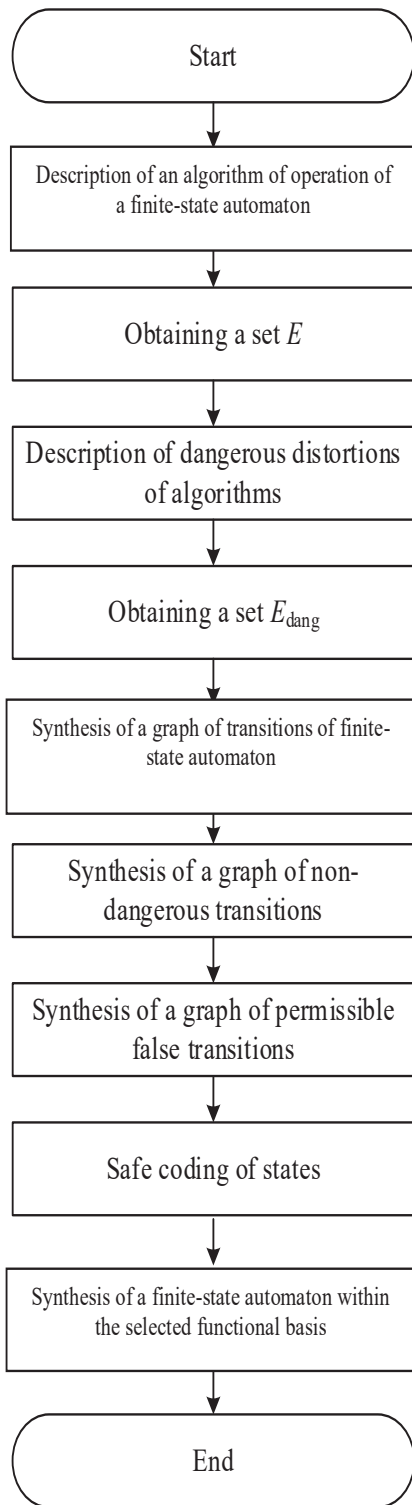 Start
Description of an algorithm of operation of
a finite-state automaton
Obtaining a set E
Description of dangerous distortions
of algorithms
Obtaining a set E_dang
Synthesis of a graph of transitions of finite-
state automaton
Synthesis of a graph of non-
dangerous transitions
Synthesis of a graph of permissible
false transitions
Safe coding of states
Synthesis of a finite-state automaton within
the selected functional basis
End